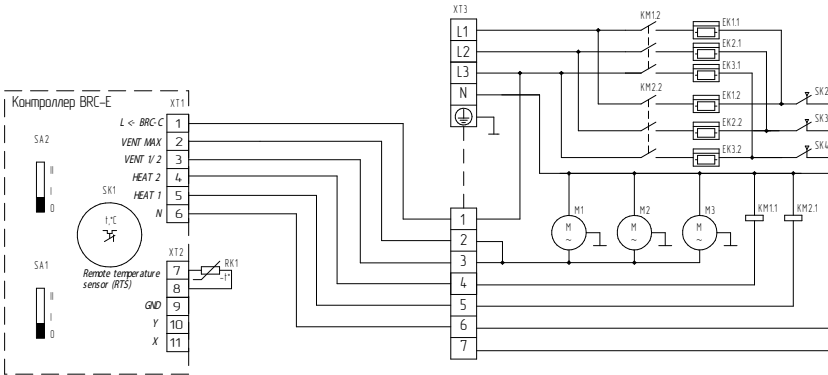 XT3
L1
L2
L3
N
KM1.2
EK1.1
EK2.1
EK3.1
KM2.2
EK1.2
EK2.2
EK3.2
SK2
SK3
SK4
Контроллер BRC-E
XT1
L <- BRC-C 1
VENT MAX 2
VENT 1/2 3
HEAT 2 4
HEAT 1 5
N 6
SA2
II
I
0
SK1
t,°C
XT2
Remote temperature 7
sensor (RTS) 8
GND 9
Y 10
X 11
RK1
-t°
SA1
II
I
0
1
2
3
4
5
6
7
M1
M
~
M2
M
~
M3
M
~
KM1.1
KM2.1